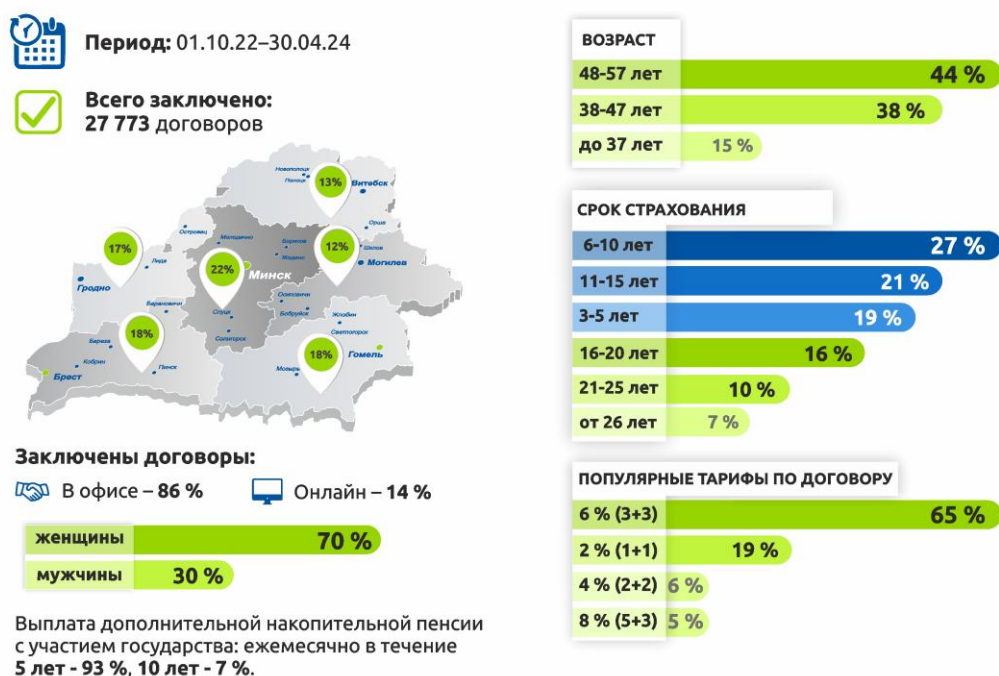 Период: 01.10.22–30.04.24
Всего заключено:
27 773 договоров
Новополоцк
Полоцк
13%
Витебск
Орша
Островец
Молодечно
Борисов
Жодино
12%
Шклов
Могилев
17%
Лида
22%
Минск
Гродно
Барановичи
Осиповичи
Бобруйск
Слуцк
Жлобин
Светлогорск
18%
Береза
Солигорск
18%
Гомель
Кобрин
Пинск
Мозырь
Брест
Заключены договоры:
В офисе – 86 %
Онлайн – 14 %
женщины 70 %
мужчины 30 %
Выплата дополнительной накопительной пенсии
с участием государства: ежемесячно в течение
5 лет - 93 %, 10 лет - 7 %.
ВОЗРАСТ
48-57 лет 44 %
38-47 лет 38 %
до 37 лет 15 %
СРОК СТРАХОВАНИЯ
6-10 лет 27 %
11-15 лет 21 %
3-5 лет 19 %
16-20 лет 16 %
21-25 лет 10 %
от 26 лет 7 %
ПОПУЛЯРНЫЕ ТАРИФЫ ПО ДОГОВОРУ
6 % (3+3) 65 %
2 % (1+1) 19 %
4 % (2+2) 6 %
8 % (5+3) 5 %